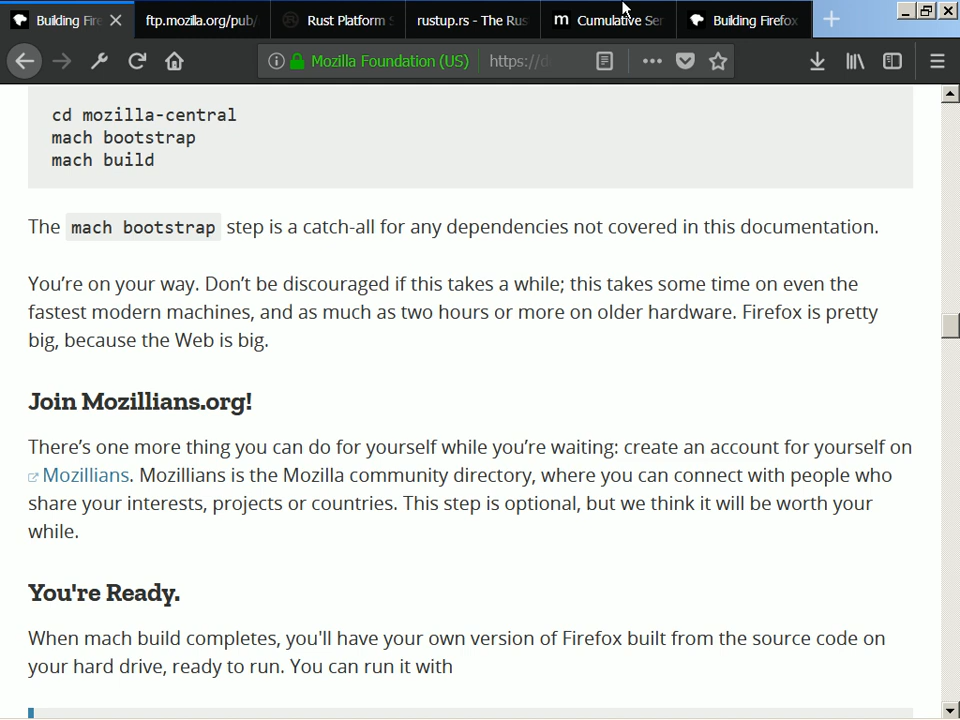 Building Fire
ftp.mozilla.org/pub/
Rust Platform S
rustup.rs - The Rus
Cumulative Ser
Building Firefox
Mozilla Foundation (US)
https://d
cd mozilla-central
mach bootstrap
mach build
The mach bootstrap step is a catch-all for any dependencies not covered in this documentation.
You’re on your way. Don’t be discouraged if this takes a while; this takes some time on even the
fastest modern machines, and as much as two hours or more on older hardware. Firefox is pretty
big, because the Web is big.
Join Mozillians.org!
There’s one more thing you can do for yourself while you’re waiting: create an account for yourself on
Mozillians. Mozillians is the Mozilla community directory, where you can connect with people who
share your interests, projects or countries. This step is optional, but we think it will be worth your
while.
You're Ready.
When mach build completes, you'll have your own version of Firefox built from the source code on
your hard drive, ready to run. You can run it with